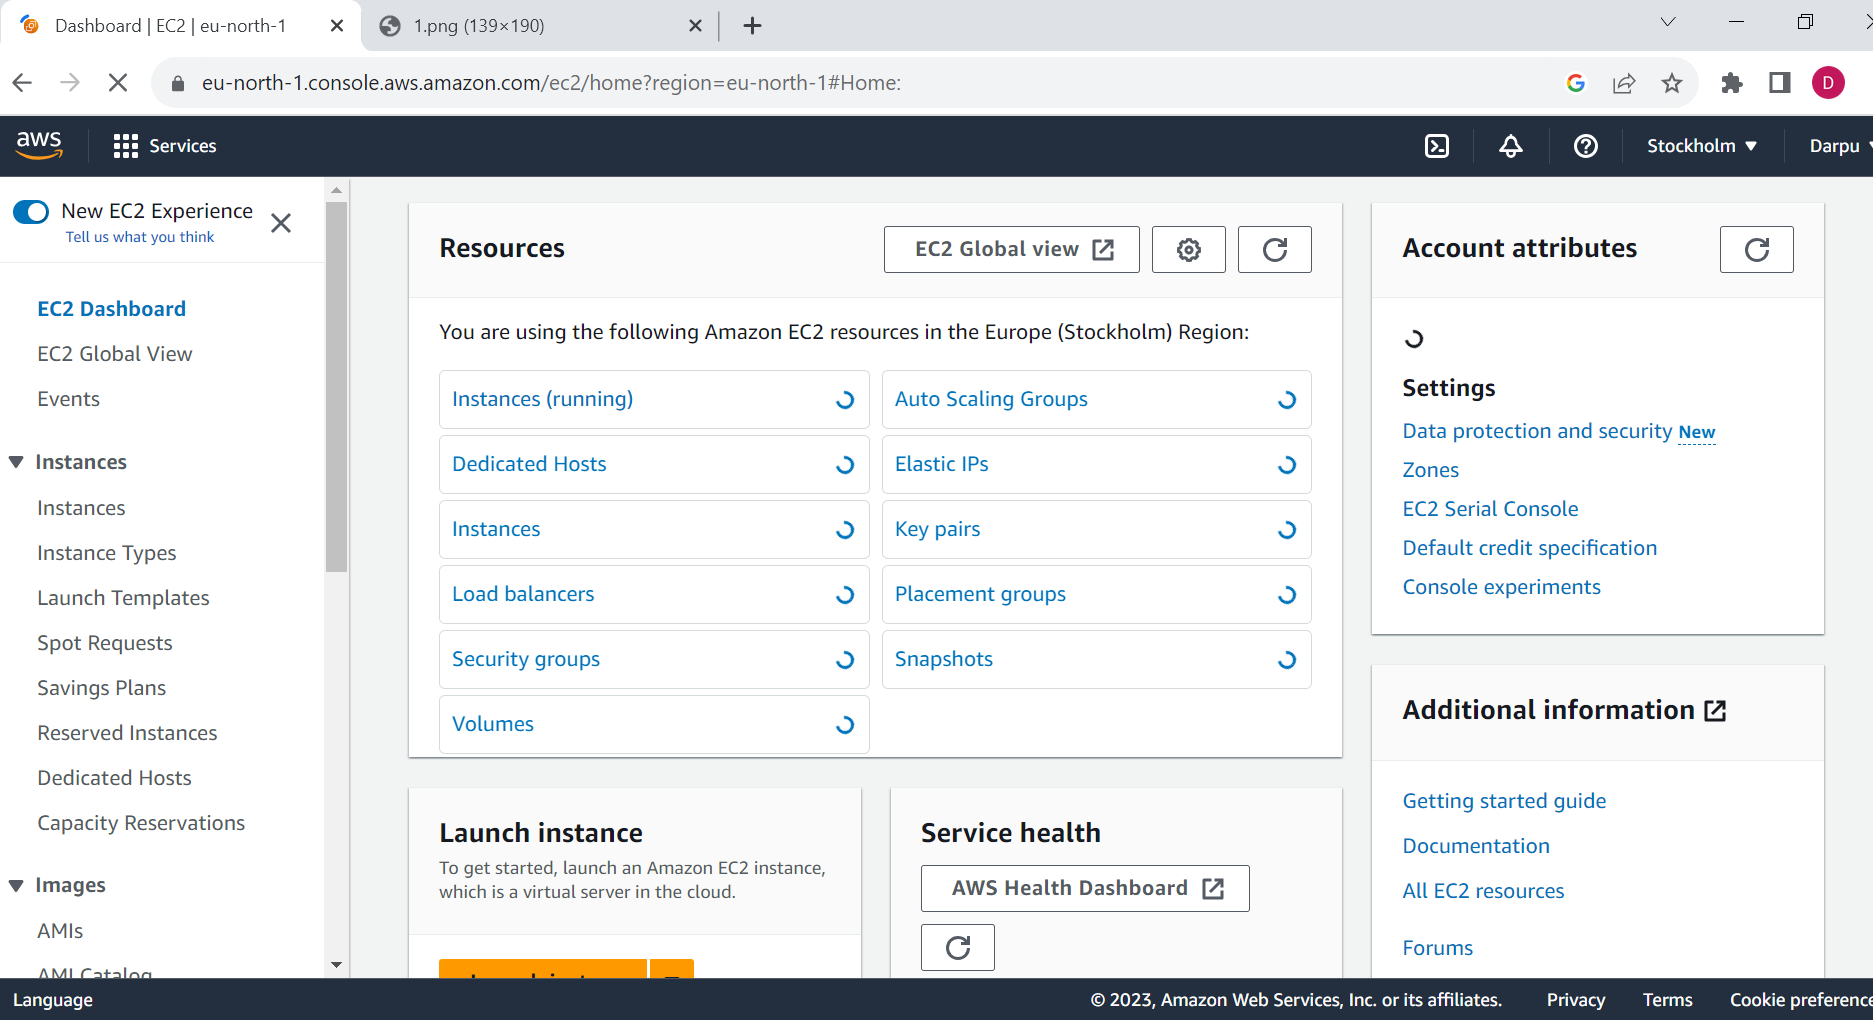 Dashboard | EC2 | eu-north-1
1.png (139×190)
eu-north-1.console.aws.amazon.com/ec2/home?region=eu-north-1#Home:
D
aws
Services
Stockholm
Darpu
New EC2 Experience
Tell us what you think
EC2 Dashboard
EC2 Global View
Events
Instances
Instances
Instance Types
Launch Templates
Spot Requests
Savings Plans
Reserved Instances
Dedicated Hosts
Capacity Reservations
Images
AMIs
AMI Catalog
Resources
EC2 Global view
You are using the following Amazon EC2 resources in the Europe (Stockholm) Region:
Instances (running)
Auto Scaling Groups
Dedicated Hosts
Elastic IPs
Instances
Key pairs
Load balancers
Placement groups
Security groups
Snapshots
Volumes
Launch instance
To get started, launch an Amazon EC2 instance,
which is a virtual server in the cloud.
Service health
AWS Health Dashboard
Account attributes
Settings
Data protection and security New
Zones
EC2 Serial Console
Default credit specification
Console experiments
Additional information
Getting started guide
Documentation
All EC2 resources
Forums
Language
© 2023, Amazon Web Services, Inc. or its affiliates.
Privacy
Terms
Cookie preference